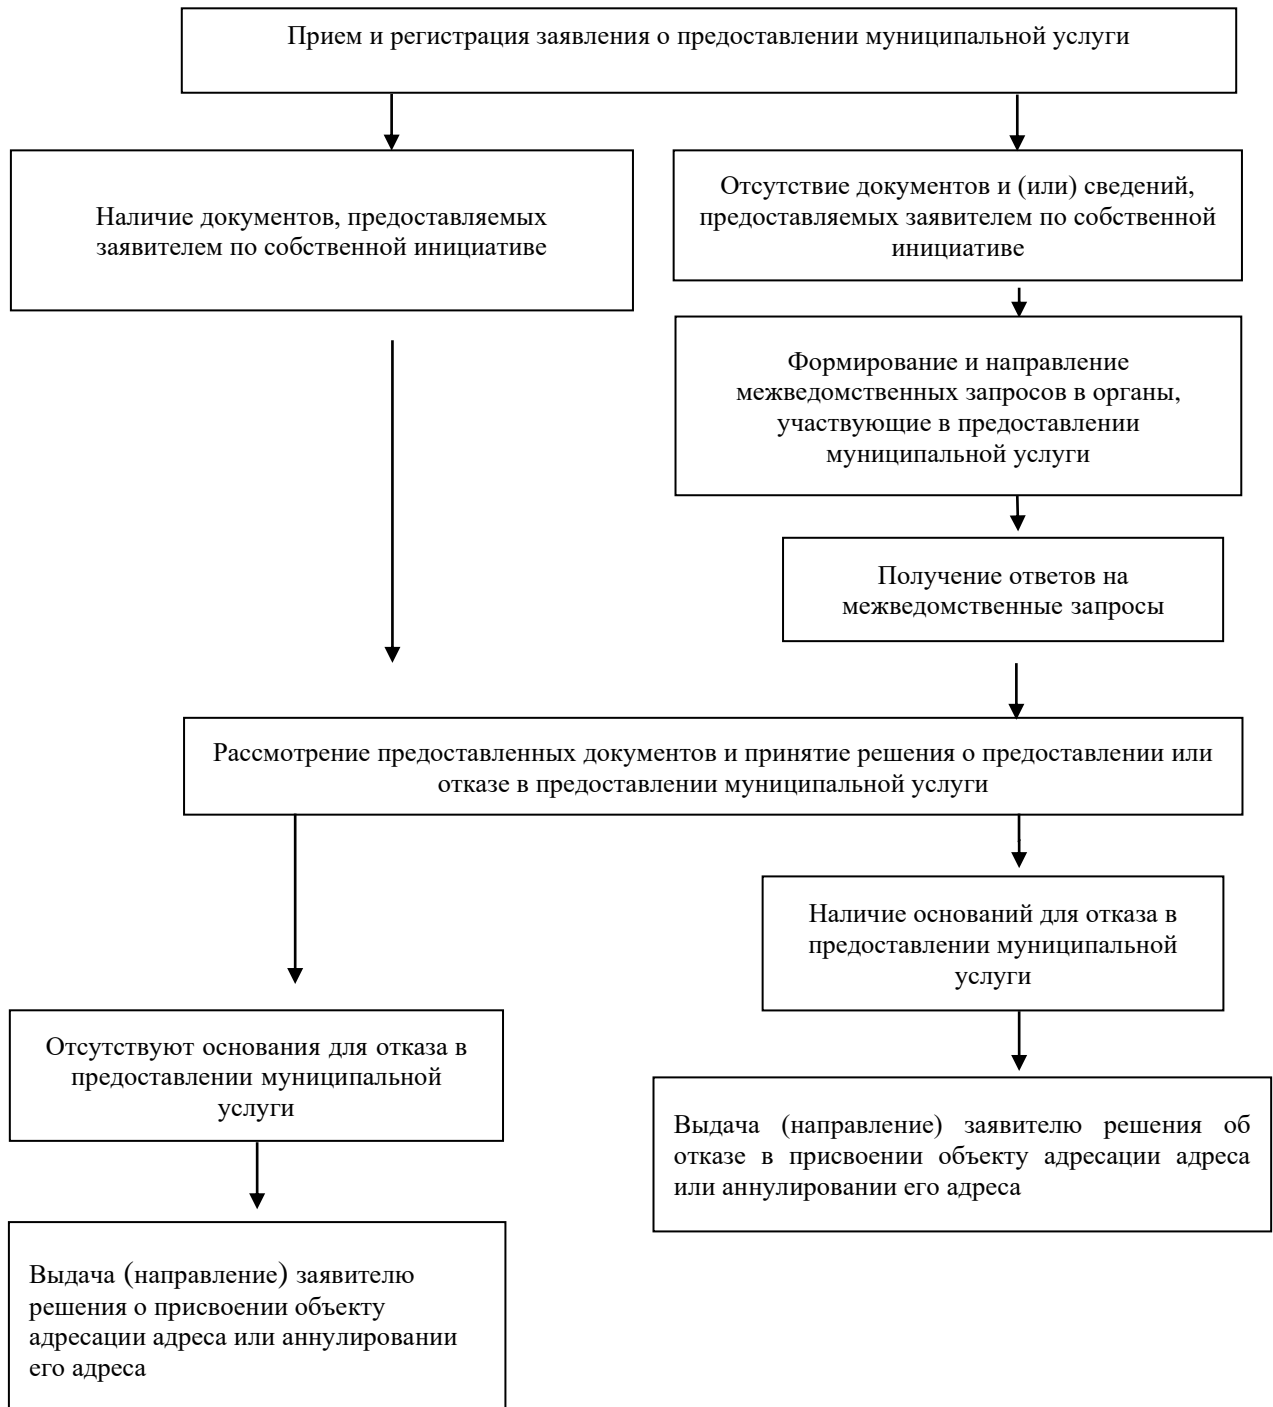 Прием и регистрация заявления о предоставлении муниципальной услуги
Наличие документов, предоставляемых
заявителем по собственной инициативе
Отсутствие документов и (или) сведений,
предоставляемых заявителем по собственной
инициативе
Формирование и направление
межведомственных запросов в органы,
участвующие в предоставлении
муниципальной услуги
Получение ответов на
межведомственные запросы
Рассмотрение предоставленных документов и принятие решения о предоставлении или
отказе в предоставлении муниципальной услуги
Наличие оснований для отказа в
предоставлении муниципальной
услуги
Отсутствуют основания для отказа в
предоставлении муниципальной
услуги
Выдача (направление) заявителю решения об
отказе в присвоении объекту адресации адреса
или аннулировании его адреса
Выдача (направление) заявителю
решения о присвоении объекту
адресации адреса или аннулировании
его адреса